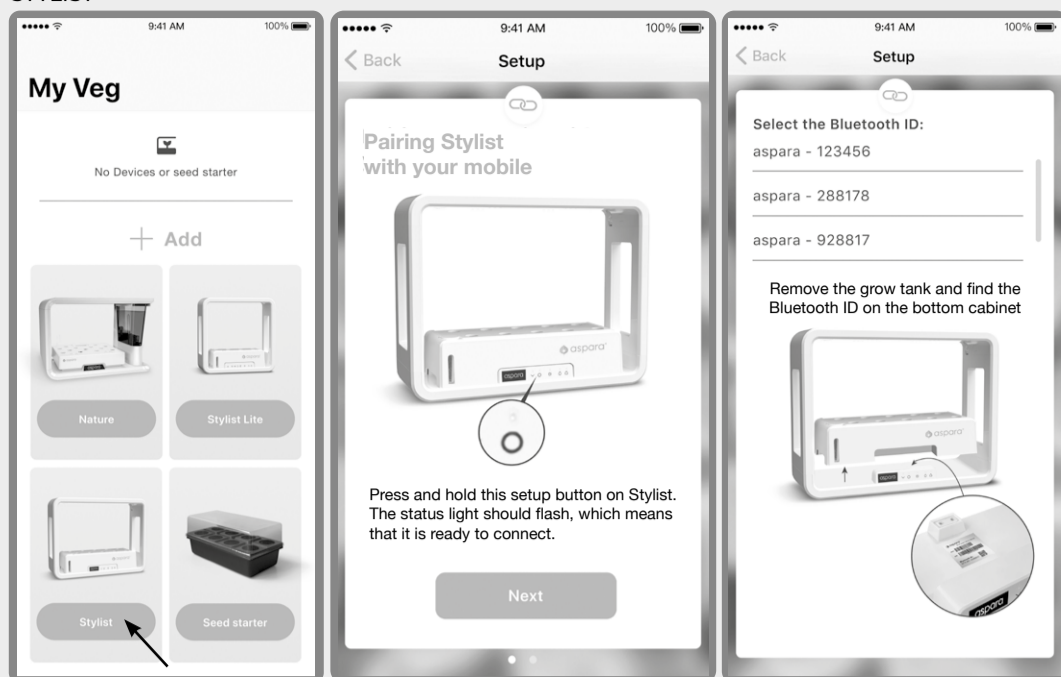 STYLIST
9:41 AM
100%
My Veg
No Devices or seed starter
+ Add
Nature
Stylist Lite
Stylist
Seed starter
9:41 AM
100%
Back
Setup
Pairing Stylist
with your mobile
aspara
aspara
Press and hold this setup button on Stylist.
The status light should flash, which means
that it is ready to connect.
Next
9:41 AM
100%
Back
Setup
Select the Bluetooth ID:
aspara - 123456
aspara - 288178
aspara - 928817
Remove the grow tank and find the
Bluetooth ID on the bottom cabinet
aspara
aspara
aspara